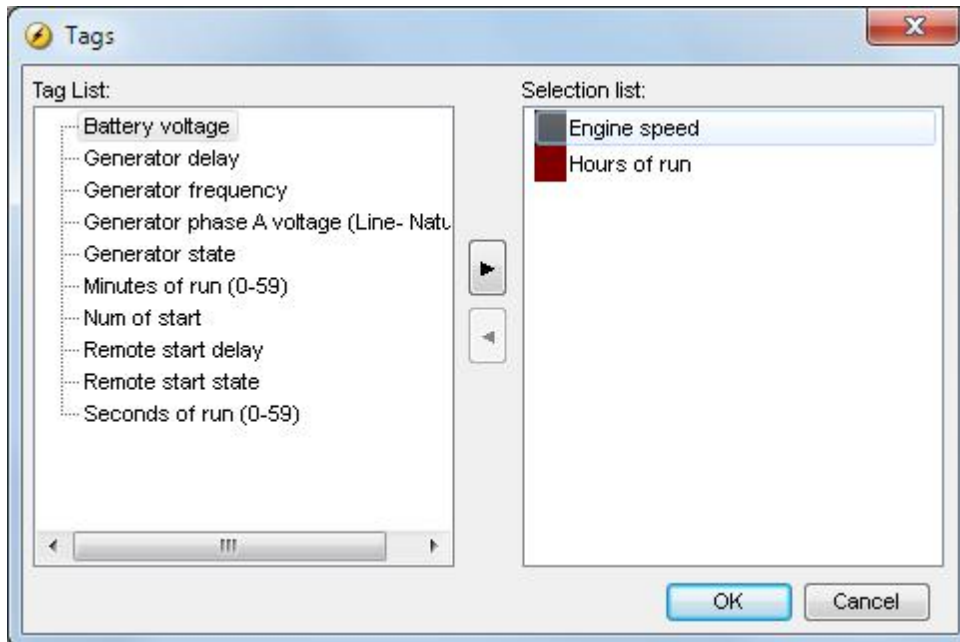 Tags
Tag List:
Battery voltage
Generator delay
Generator frequency
Generator phase A voltage (Line- Natu
Generator state
Minutes of run (0-59)
Num of start
Remote start delay
Remote start state
Seconds of run (0-59)
Selection list:
Engine speed
Hours of run
OK
Cancel